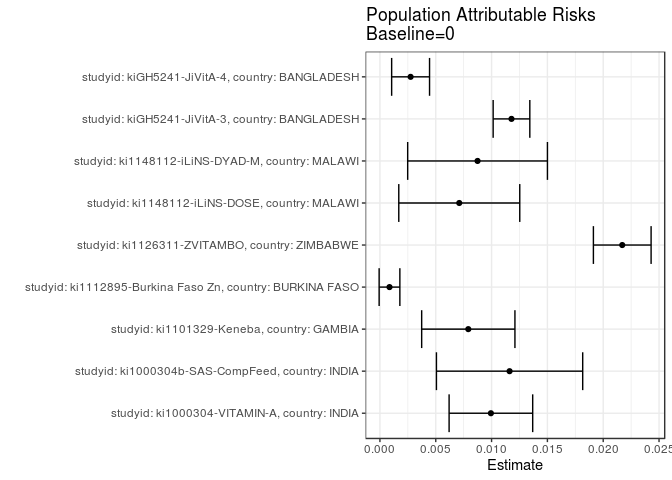 Population Attributable Risks
Baseline=0
studyid: kiGH5241-JiVitA-4, country: BANGLADESH
studyid: kiGH5241-JiVitA-3, country: BANGLADESH
studyid: ki1148112-iLiNS-DYAD-M, country: MALAWI
studyid: ki1148112-iLiNS-DOSE, country: MALAWI
studyid: ki1126311-ZVITAMBO, country: ZIMBABWE
studyid: ki1112895-Burkina Faso Zn, country: BURKINA FASO
studyid: ki1101329-Keneba, country: GAMBIA
studyid: ki1000304b-SAS-CompFeed, country: INDIA
studyid: ki1000304-VITAMIN-A, country: INDIA
0.000 0.005 0.010 0.015 0.020 0.025
Estimate